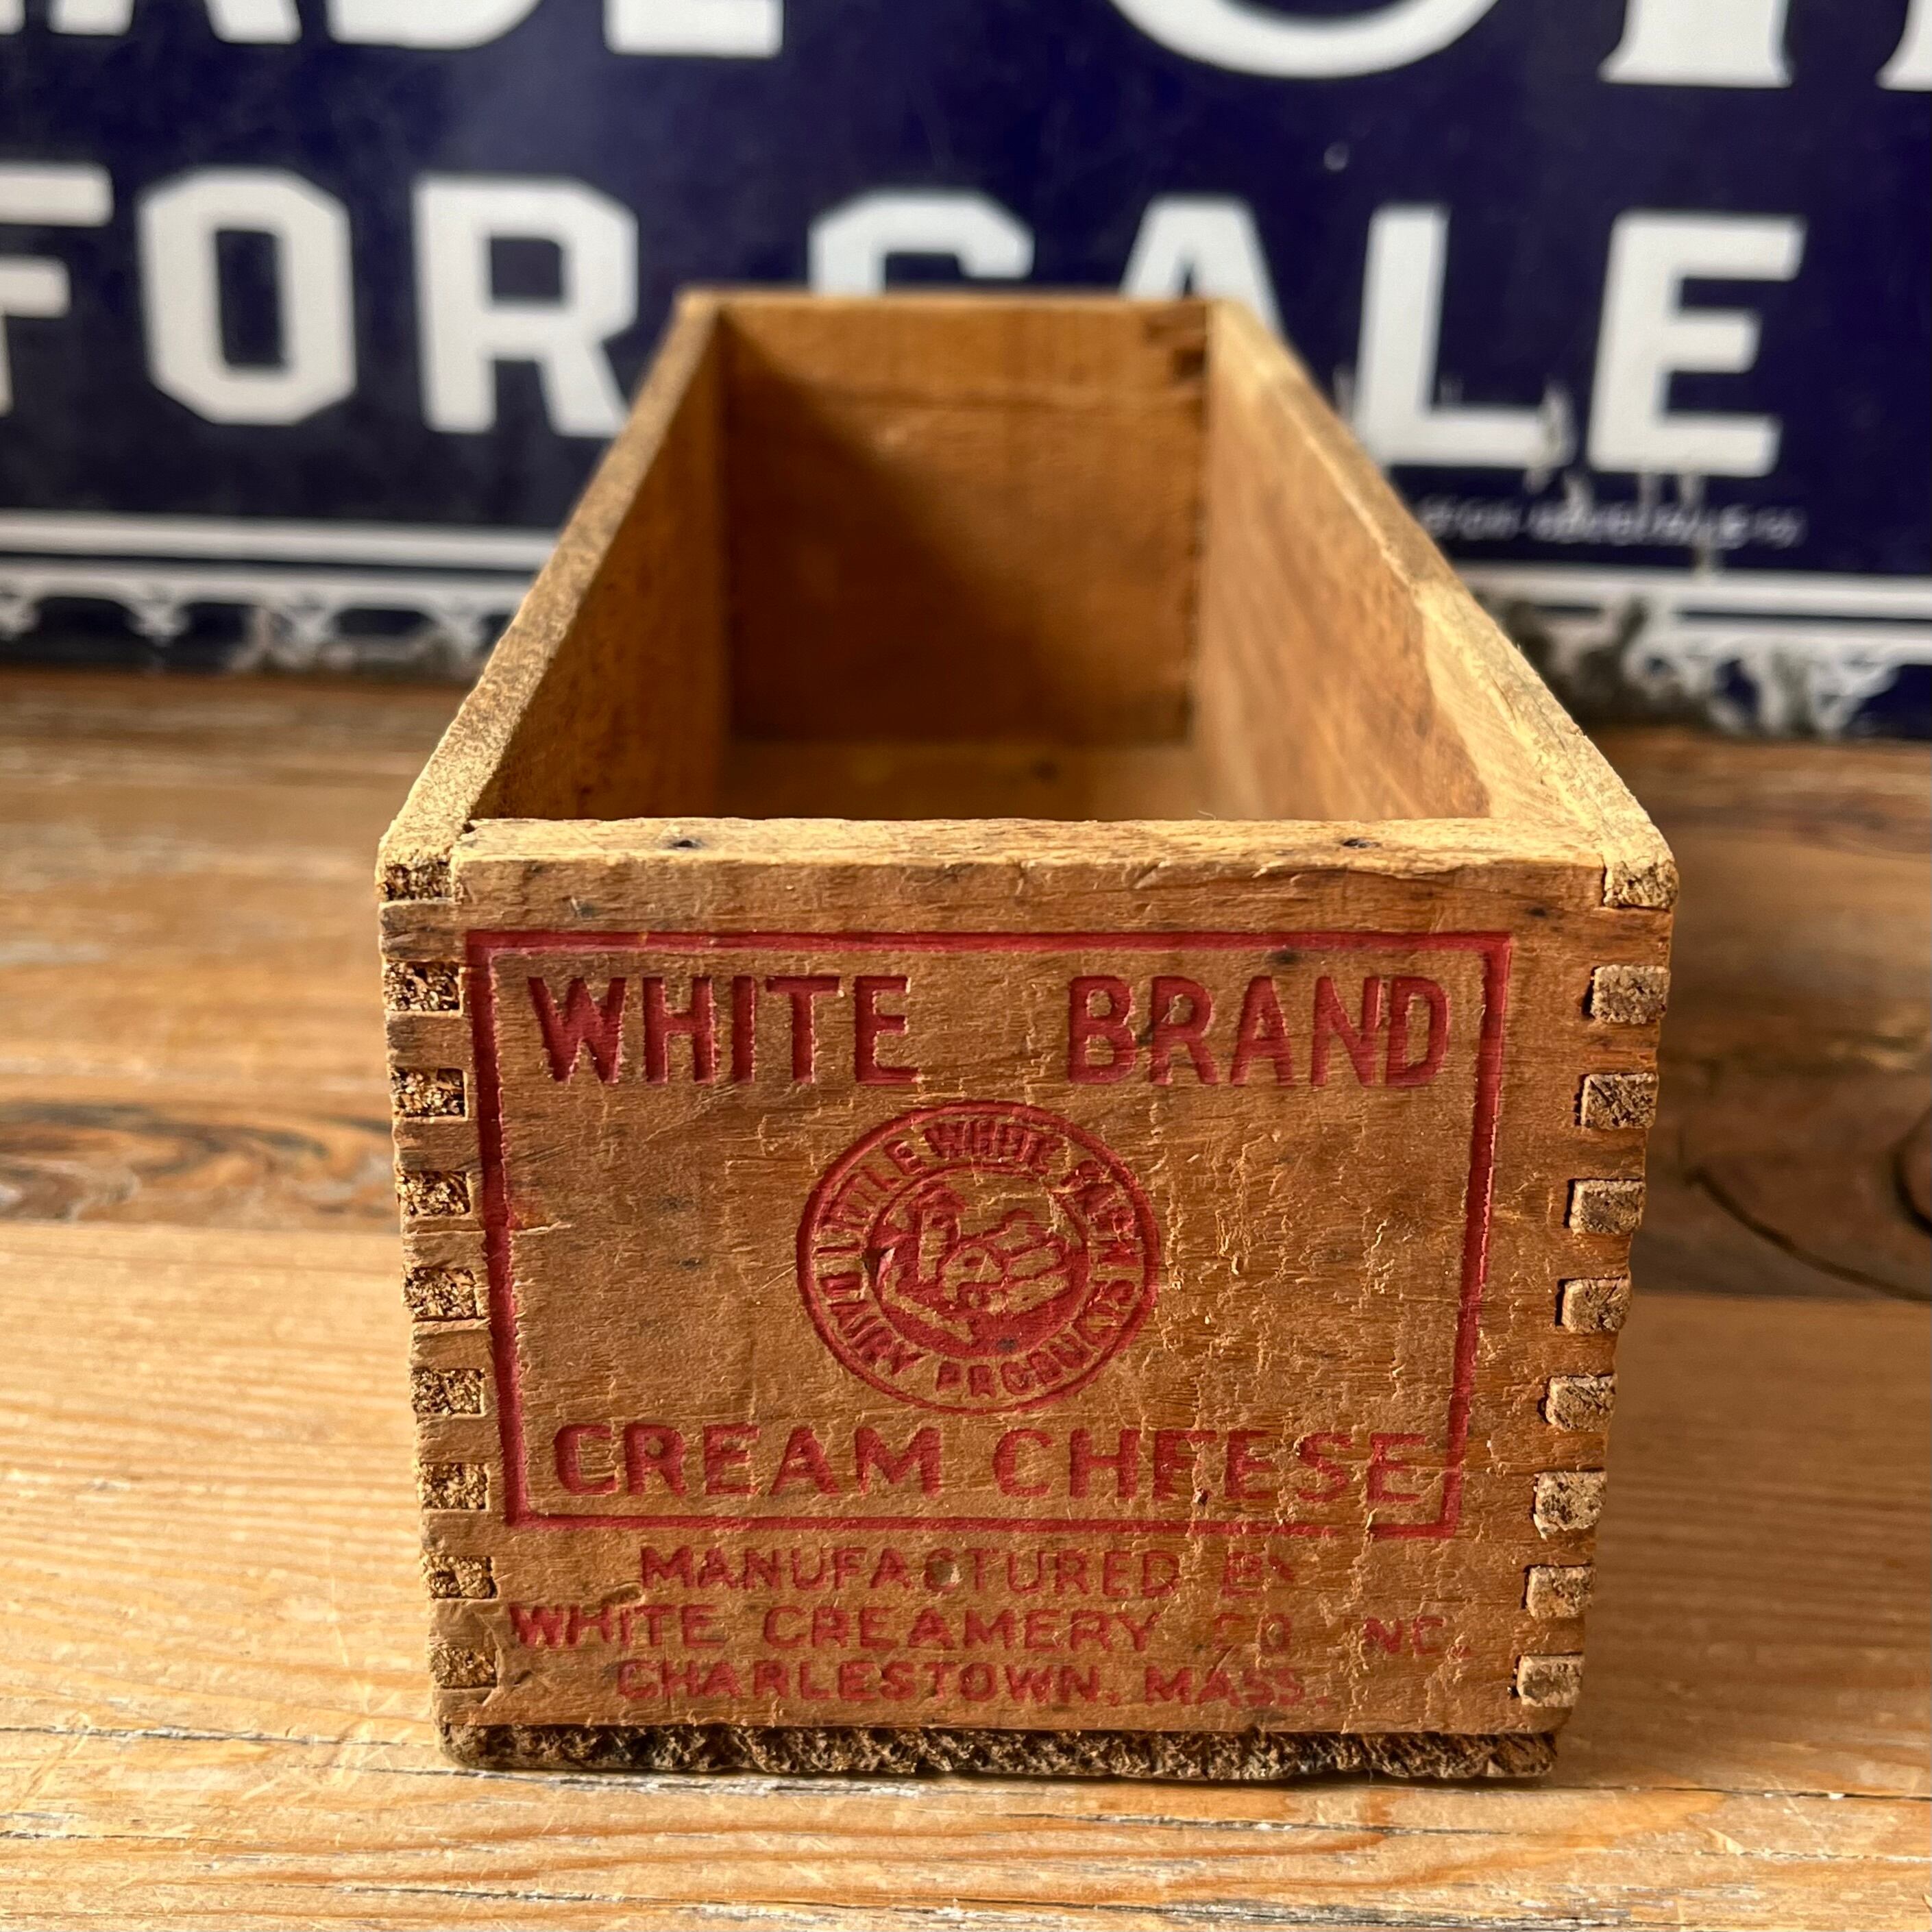 FOR SALE
WHITE BRAND
LITTLE WHITE FARM
DAIRY PRODUCTS
CREAM CHEESE
MANUFACTURED BY
WHITE CREAMERY CO. INC.
CHARLESTOWN, MASS.